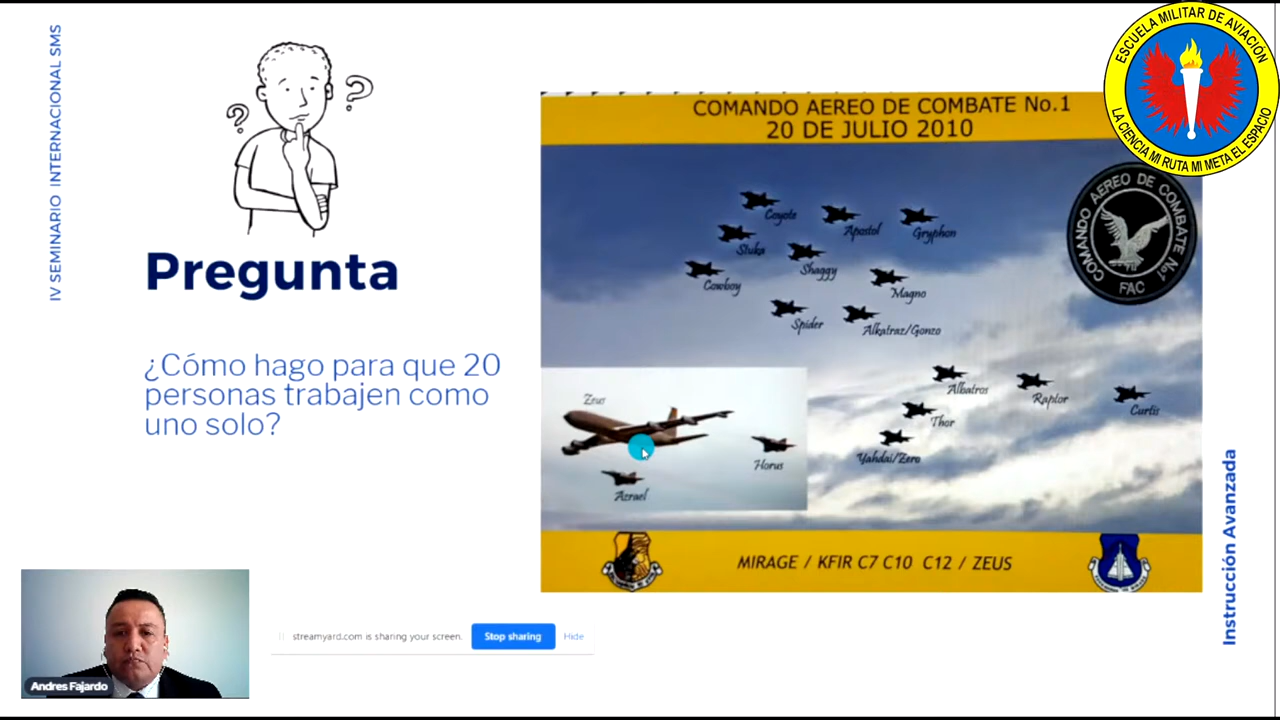 IV SEMINARIO INTERNACIONAL SMS
? ?
Pregunta
¿Cómo hago para que 20
personas trabajen como
uno solo?
COMANDO AEREO DE COMBATE No.1
20 DE JULIO 2010
Coyote
Apostol
Gryphon
Stuka
Shaggy
Cowboy
Magno
Spider
Alkatraz/Gonzo
Albatros
Raptor
Curtis
Thor
Yahdai/Zero
Zeus
Horus
Azrael
MIRAGE / KFIR C7 C10 C12 / ZEUS
COMANDO AEREO DE COMBATE No.1
FAC
ESCUELA MILITAR DE AVIACIÓN
LA CIENCIA MI RUTA MI META EL ESPACIO
Instrucción Avanzada
Andres Fajardo
streamyard.com is sharing your screen.
Stop sharing
Hide